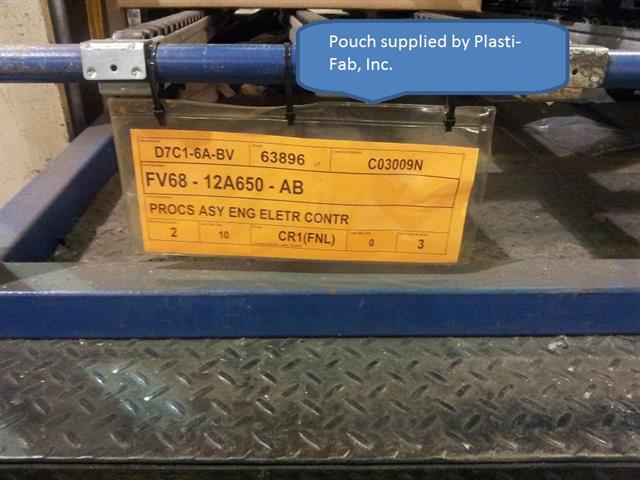 Pouch supplied by Plasti-
Fab, Inc.
D7C1-6A-BV 63896 C03009N
FV68 - 12A650 - AB
PROCS ASY ENG ELETR CONTR
2 10 CR1(FNL) 0 3